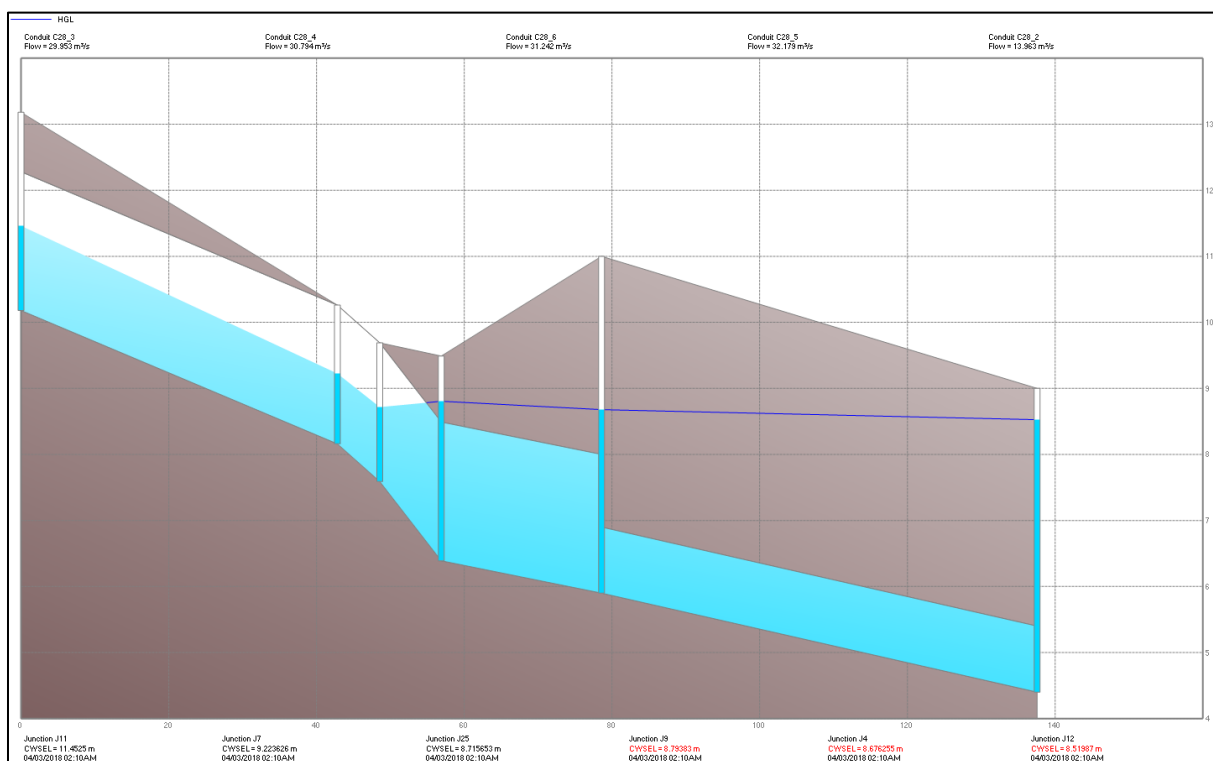 HGL
Conduit C28_3
Flow = 29.953 m³/s
Conduit C28_4
Flow = 30.794 m³/s
Conduit C28_6
Flow = 31.242 m³/s
Conduit C28_5
Flow = 32.179 m³/s
Conduit C28_2
Flow = 13.963 m³/s
13
12
11
10
9
8
7
6
5
4
0 20 40 60 80 100 120 140
Junction J11
CWSEL = 11.4525 m
04/03/2018 02:10AM
Junction J7
CWSEL = 9.223626 m
04/03/2018 02:10AM
Junction J25
CWSEL = 8.715653 m
04/03/2018 02:10AM
Junction J9
CWSEL = 8.79383 m
04/03/2018 02:10AM
Junction J4
CWSEL = 8.676255 m
04/03/2018 02:10AM
Junction J12
CWSEL = 8.51987 m
04/03/2018 02:10AM